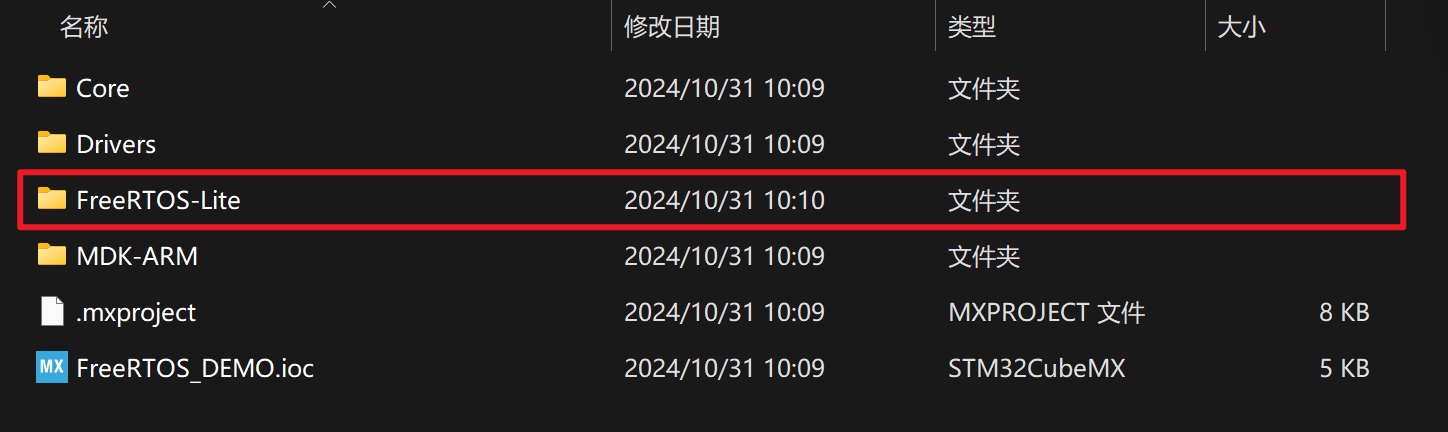 名称 修改日期 类型 大小
Core 2024/10/31 10:09 文件夹
Drivers 2024/10/31 10:09 文件夹
FreeRTOS-Lite 2024/10/31 10:10 文件夹
MDK-ARM 2024/10/31 10:09 文件夹
.mxproject 2024/10/31 10:09 MXPROJECT 文件 8 KB
MX FreeRTOS_DEMO.ioc 2024/10/31 10:09 STM32CubeMX 5 KB